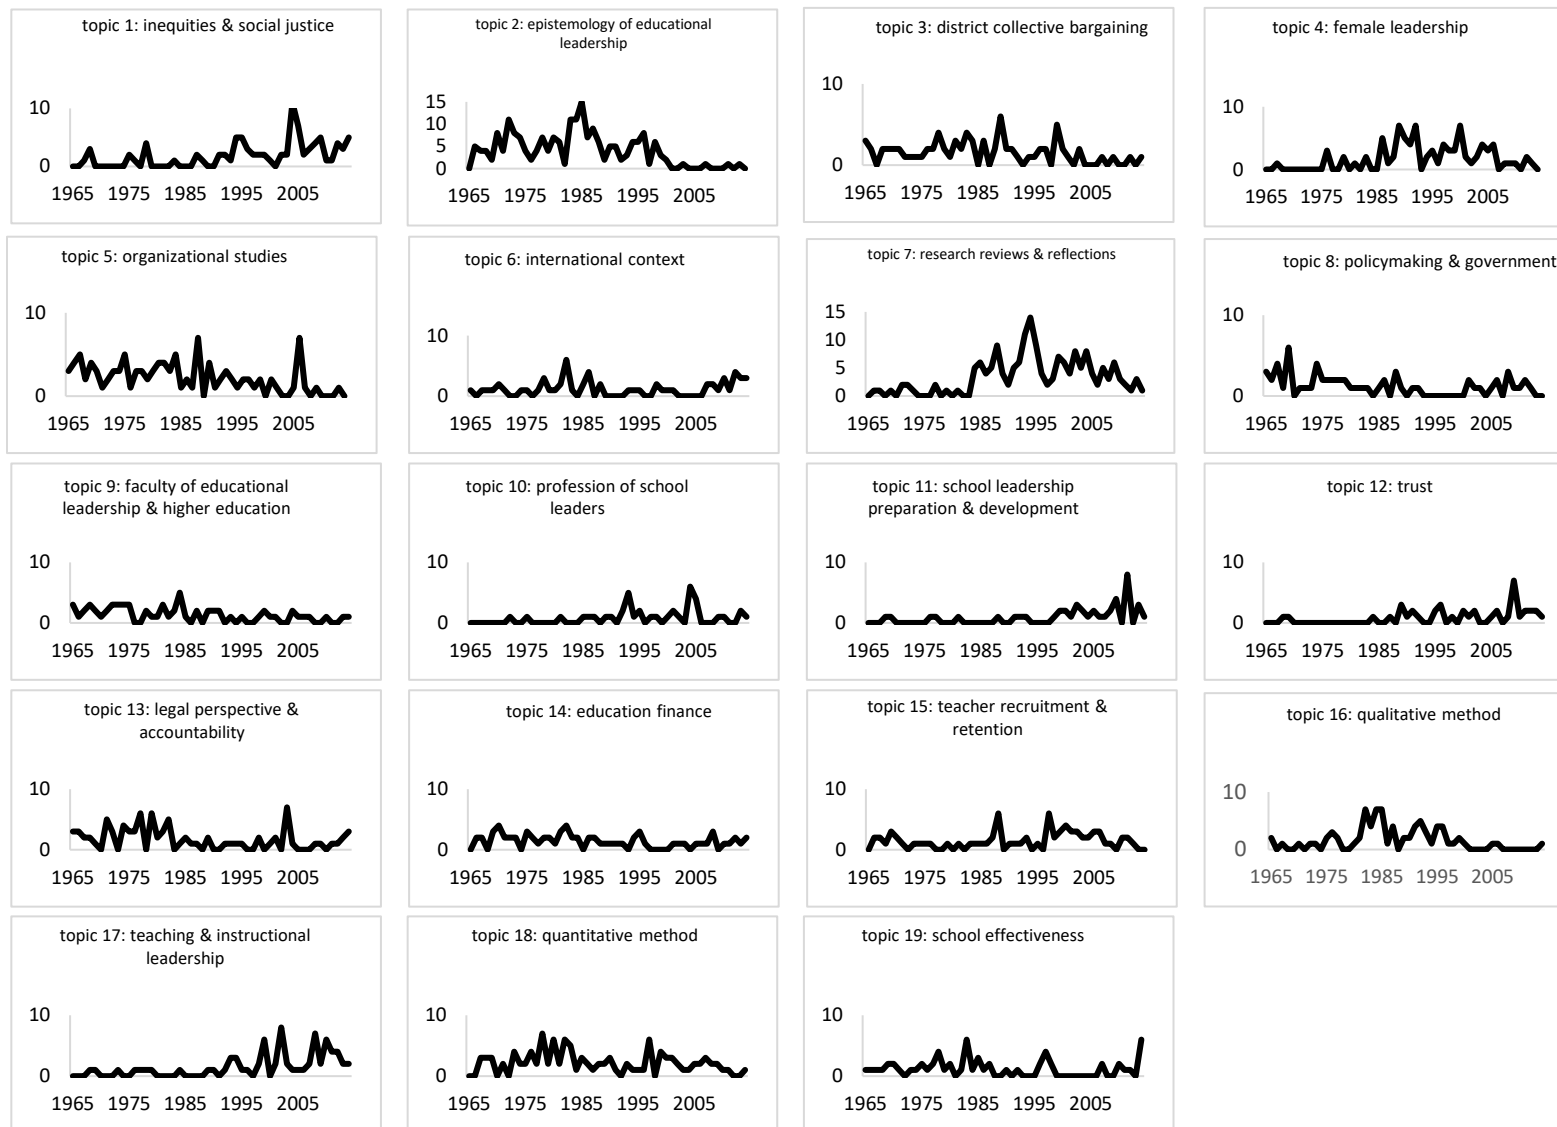 topic 1: inequities & social justice
10
0
1965 1975 1985 1995 2005
topic 2: epistemology of educational
leadership
15
10
5
0
1965 1975 1985 1995 2005
topic 3: district collective bargaining
10
0
1965 1975 1985 1995 2005
topic 4: female leadership
10
0
1965 1975 1985 1995 2005
topic 5: organizational studies
10
0
1965 1975 1985 1995 2005
topic 6: international context
10
0
1965 1975 1985 1995 2005
topic 7: research reviews & reflections
15
10
5
0
1965 1975 1985 1995 2005
topic 8: policymaking & government
10
0
1965 1975 1985 1995 2005
topic 9: faculty of educational
leadership & higher education
10
0
1965 1975 1985 1995 2005
topic 10: profession of school
leaders
10
0
1965 1975 1985 1995 2005
topic 11: school leadership
preparation & development
10
0
1965 1975 1985 1995 2005
topic 12: trust
10
0
1965 1975 1985 1995 2005
topic 13: legal perspective &
accountability
10
0
1965 1975 1985 1995 2005
topic 14: education finance
10
0
1965 1975 1985 1995 2005
topic 15: teacher recruitment &
retention
10
0
1965 1975 1985 1995 2005
topic 16: qualitative method
10
0
1965 1975 1985 1995 2005
topic 17: teaching & instructional
leadership
10
0
1965 1975 1985 1995 2005
topic 18: quantitative method
10
0
1965 1975 1985 1995 2005
topic 19: school effectiveness
10
0
1965 1975 1985 1995 2005